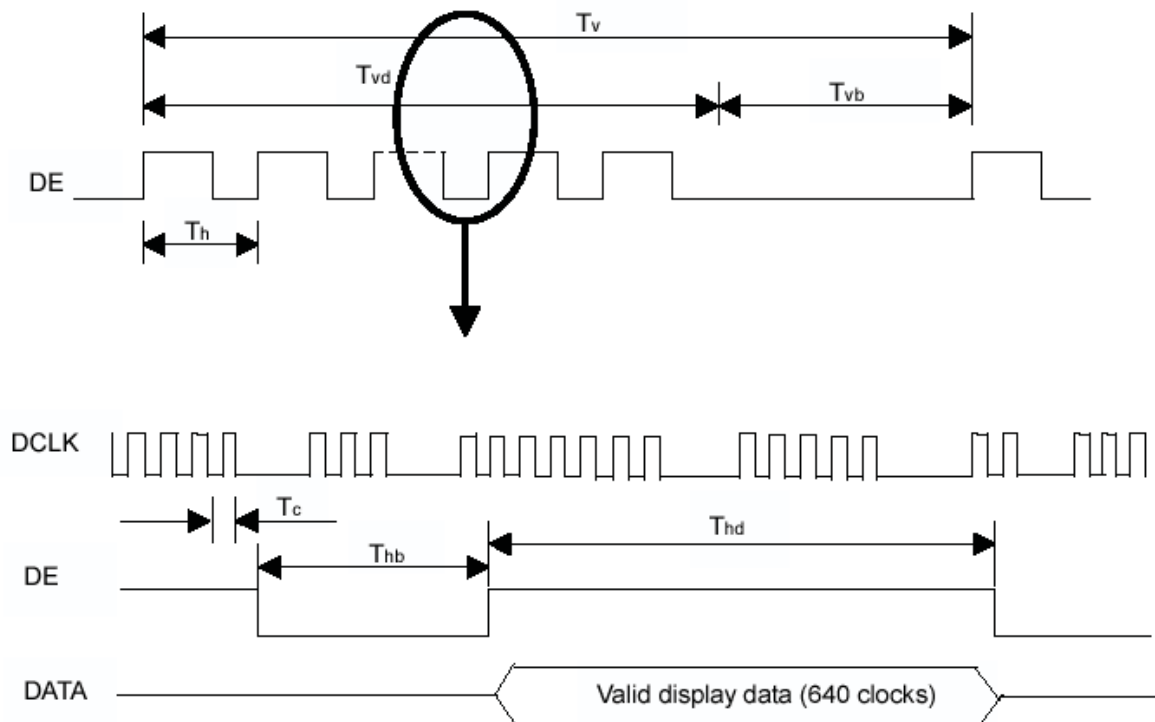 Tv
Tvd
Tvb
DE
Th
DCLK
Tc
Thd
Thb
DE
DATA
Valid display data (640 clocks)